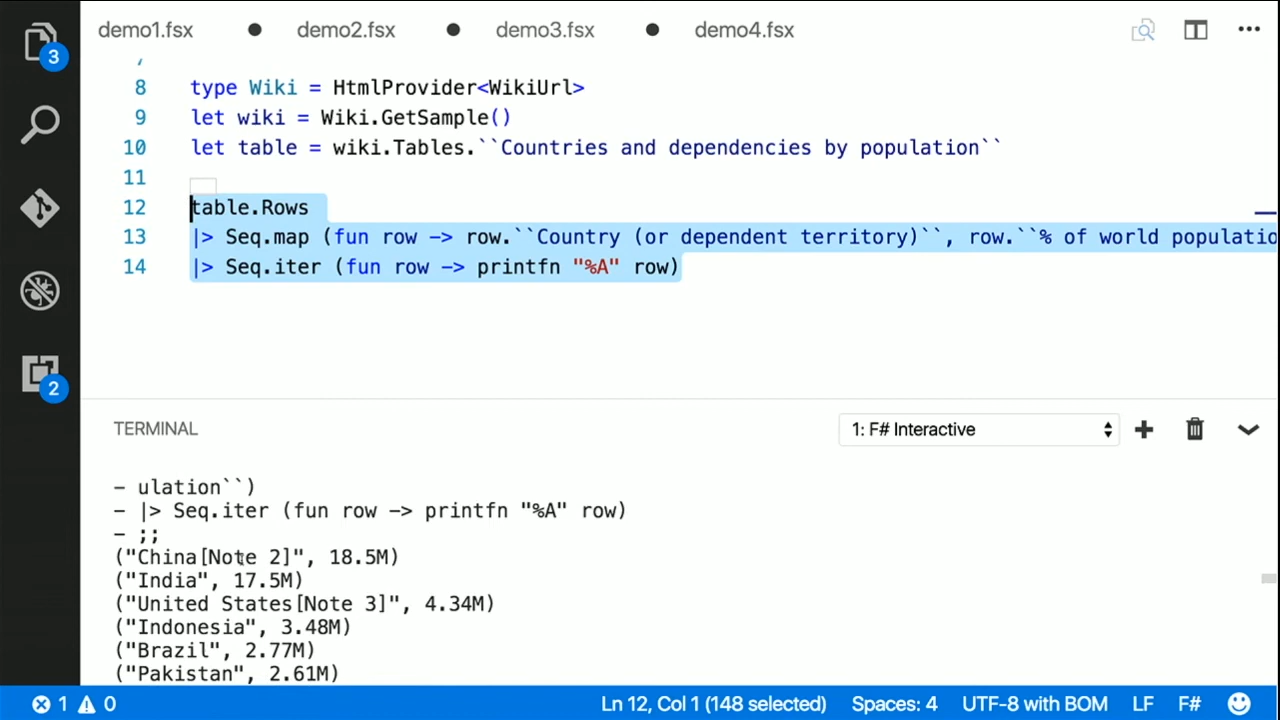 demo1.fsx demo2.fsx demo3.fsx demo4.fsx
3
8 type Wiki = HtmlProvider<WikiUrl>
9 let wiki = Wiki.GetSample()
10 let table = wiki.Tables.``Countries and dependencies by population``
11
12 table.Rows
13 |> Seq.map (fun row -> row.``Country (or dependent territory)``, row.``% of world populatio
14 |> Seq.iter (fun row -> printfn "%A" row)
2
TERMINAL 1: F# Interactive
- ulation``)
- |> Seq.iter (fun row -> printfn "%A" row)
- ;;
("China[Note 2]", 18.5M)
("India", 17.5M)
("United States[Note 3]", 4.34M)
("Indonesia", 3.48M)
("Brazil", 2.77M)
("Pakistan", 2.61M)
1 0 Ln 12, Col 1 (148 selected) Spaces: 4 UTF-8 with BOM LF F#